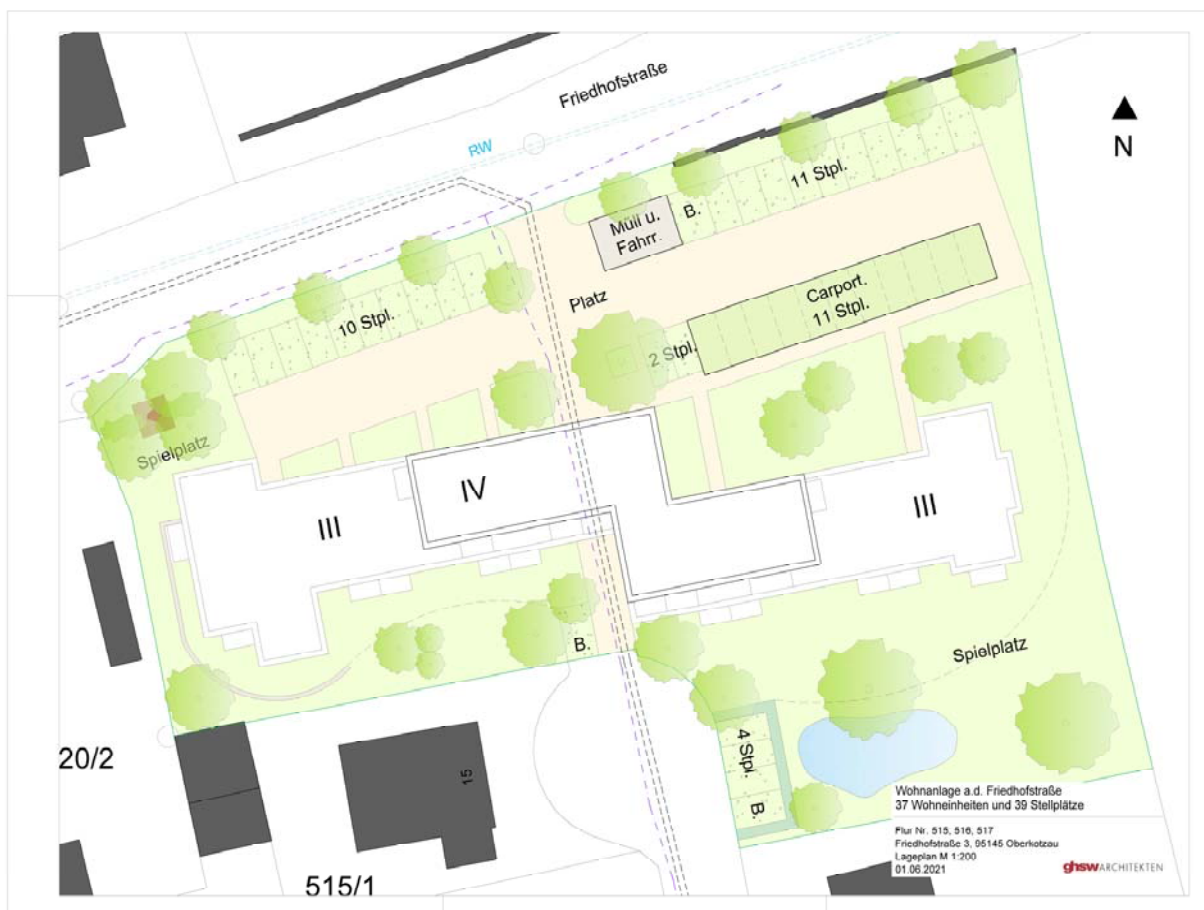 Friedhofstraße
RW
N
11 Stpl.
B.
Müll u.
Fahrr.
Platz
Carport.
11 Stpl.
10 Stpl.
2 Stpl.
Spielplatz
IV
III
III
B.
Spielplatz
4 Stpl.
B.
20/2
15
515/1
Wohnanlage a.d. Friedhofstraße
37 Wohneinheiten und 39 Stellplätze
Flur Nr. 515, 516, 517
Friedhofstraße 3, 95145 Oberkotzau
Lageplan M 1:200
01.06.2021
ghswARCHITEKTEN